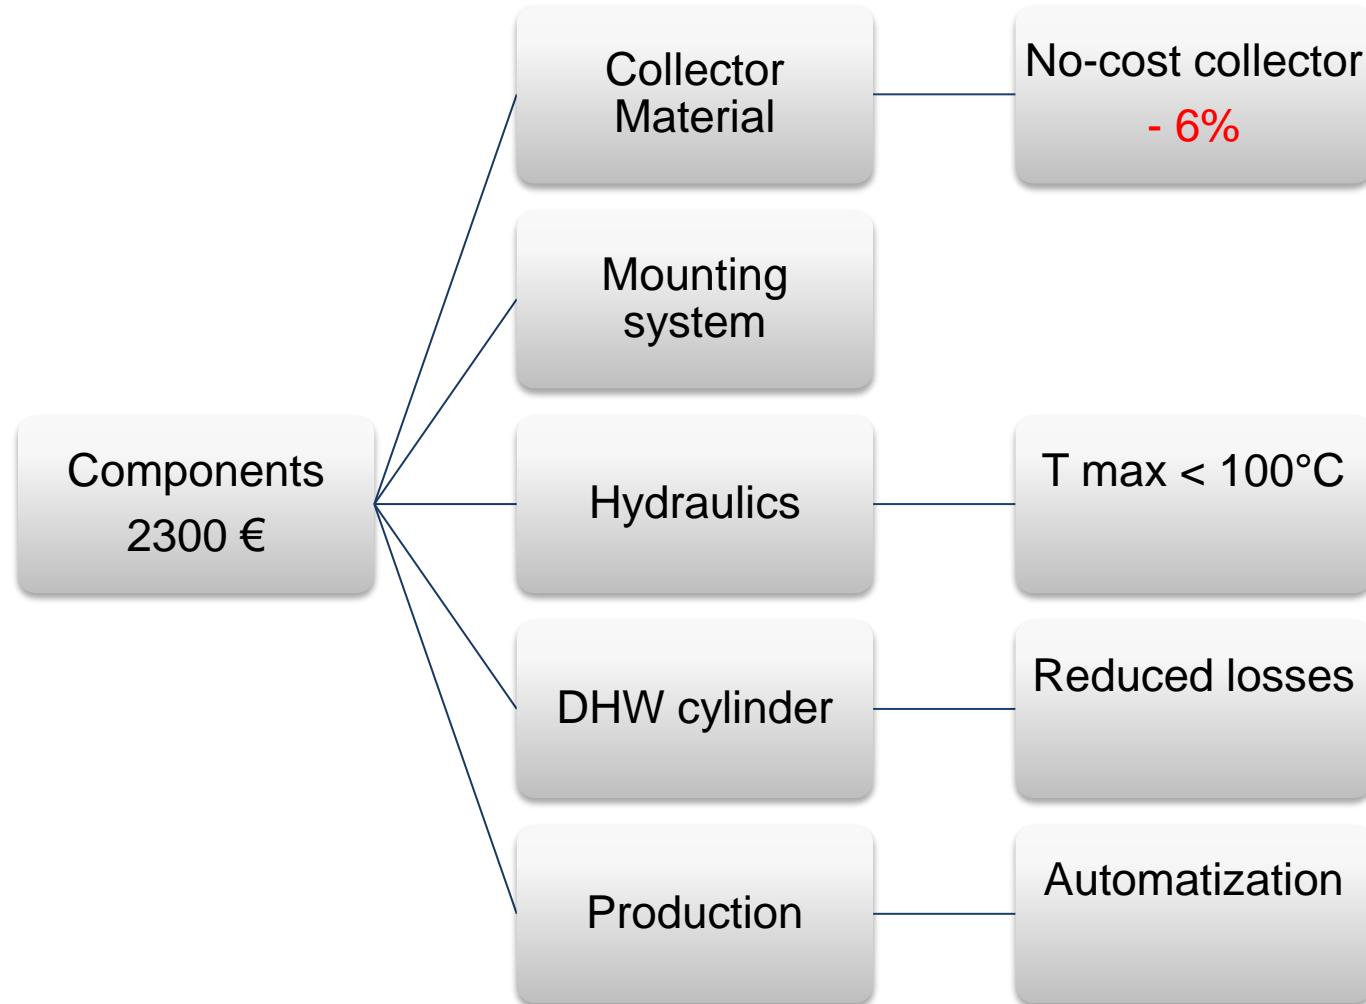 Collector
Material
No-cost collector
- 6%
Mounting
system
Components
2300 €
Hydraulics
T max < 100°C
DHW cylinder
Reduced losses
Production
Automatization